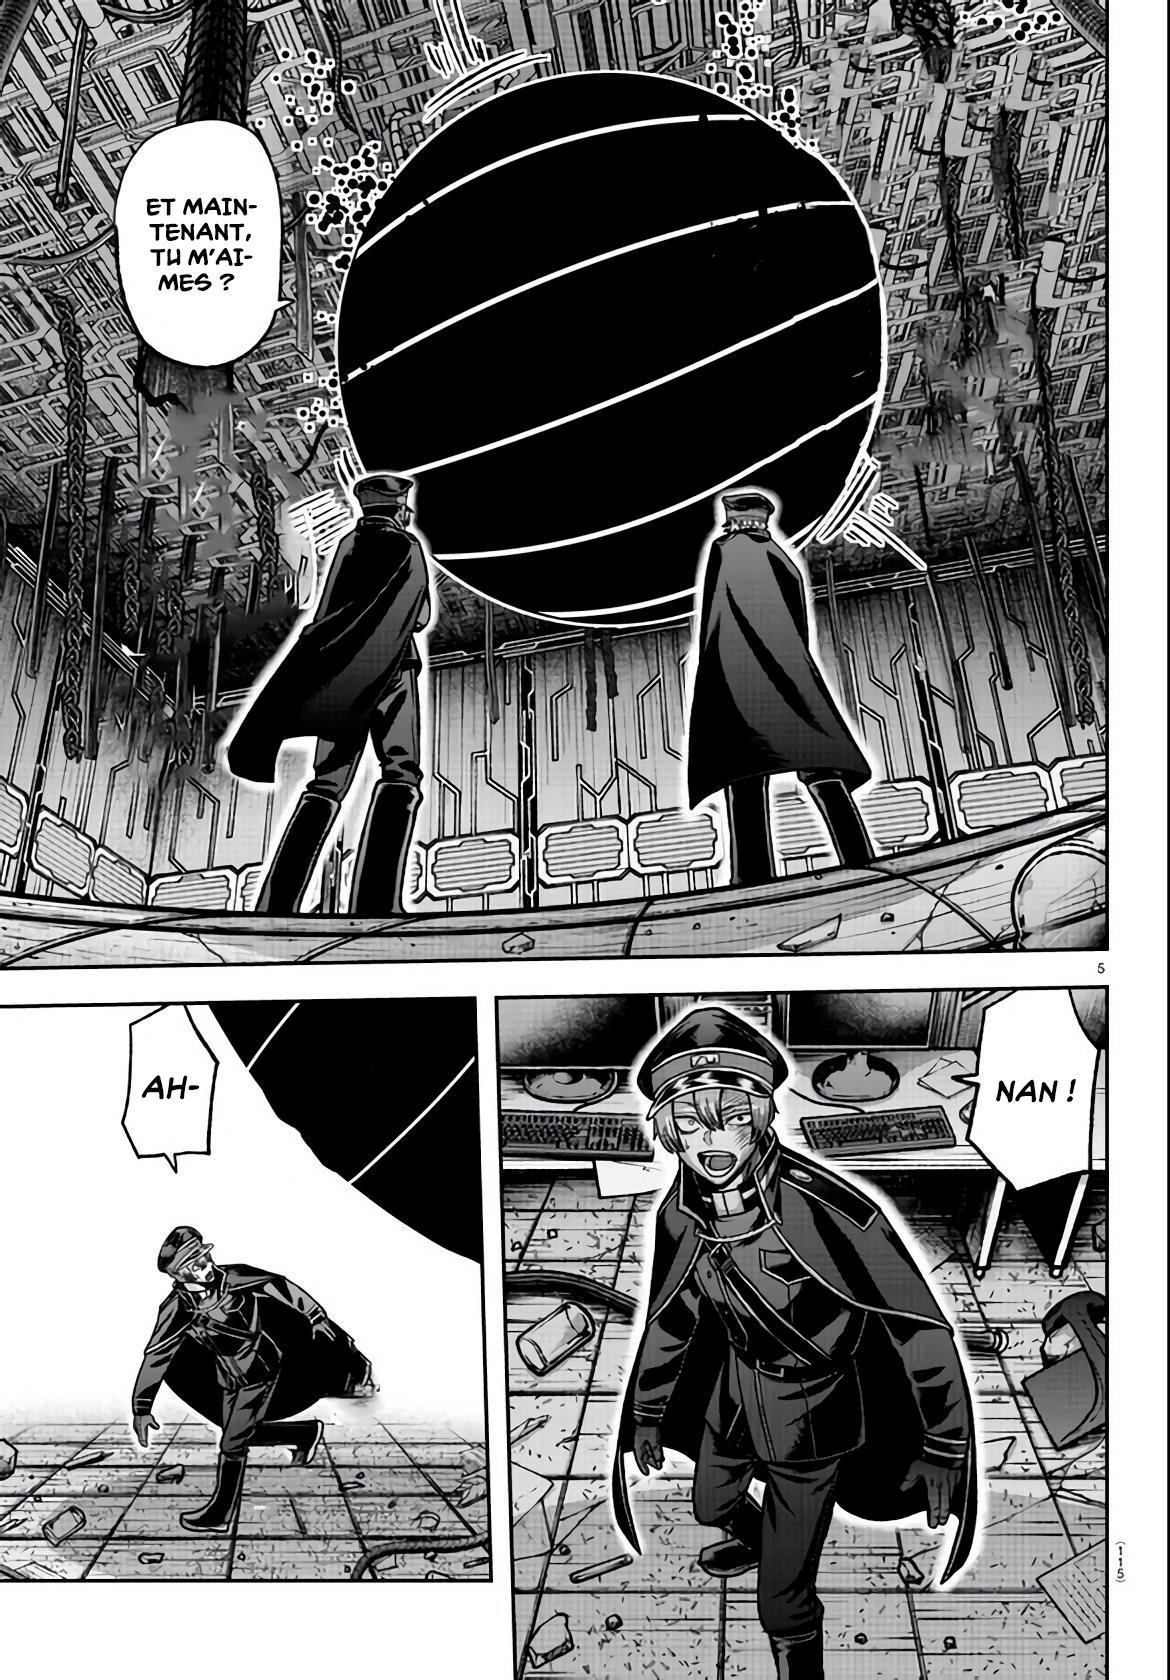 ET MAIN-
TENANT,
TU M'AI-
MES ?
5
NAN !
AH-
(115)